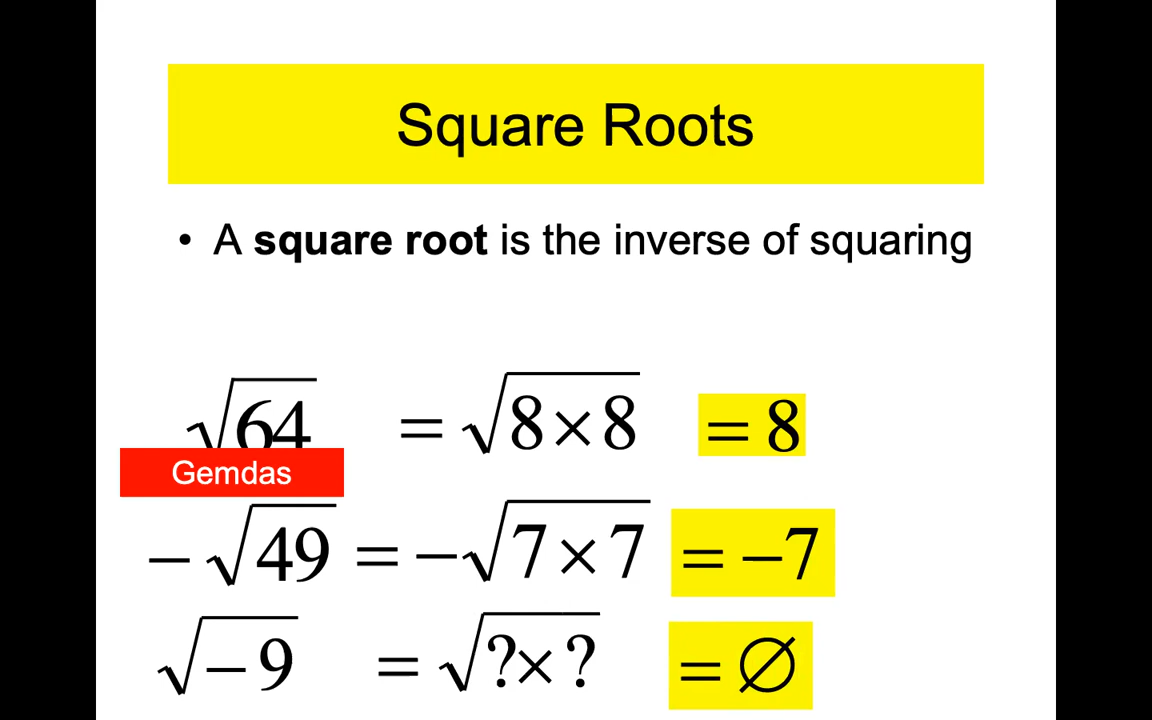 Square Roots
• A square root is the inverse of squaring
√64 = √8×8 = 8
Gemdas
−√49 = −√7×7 = −7
√−9 = √?×? = ∅